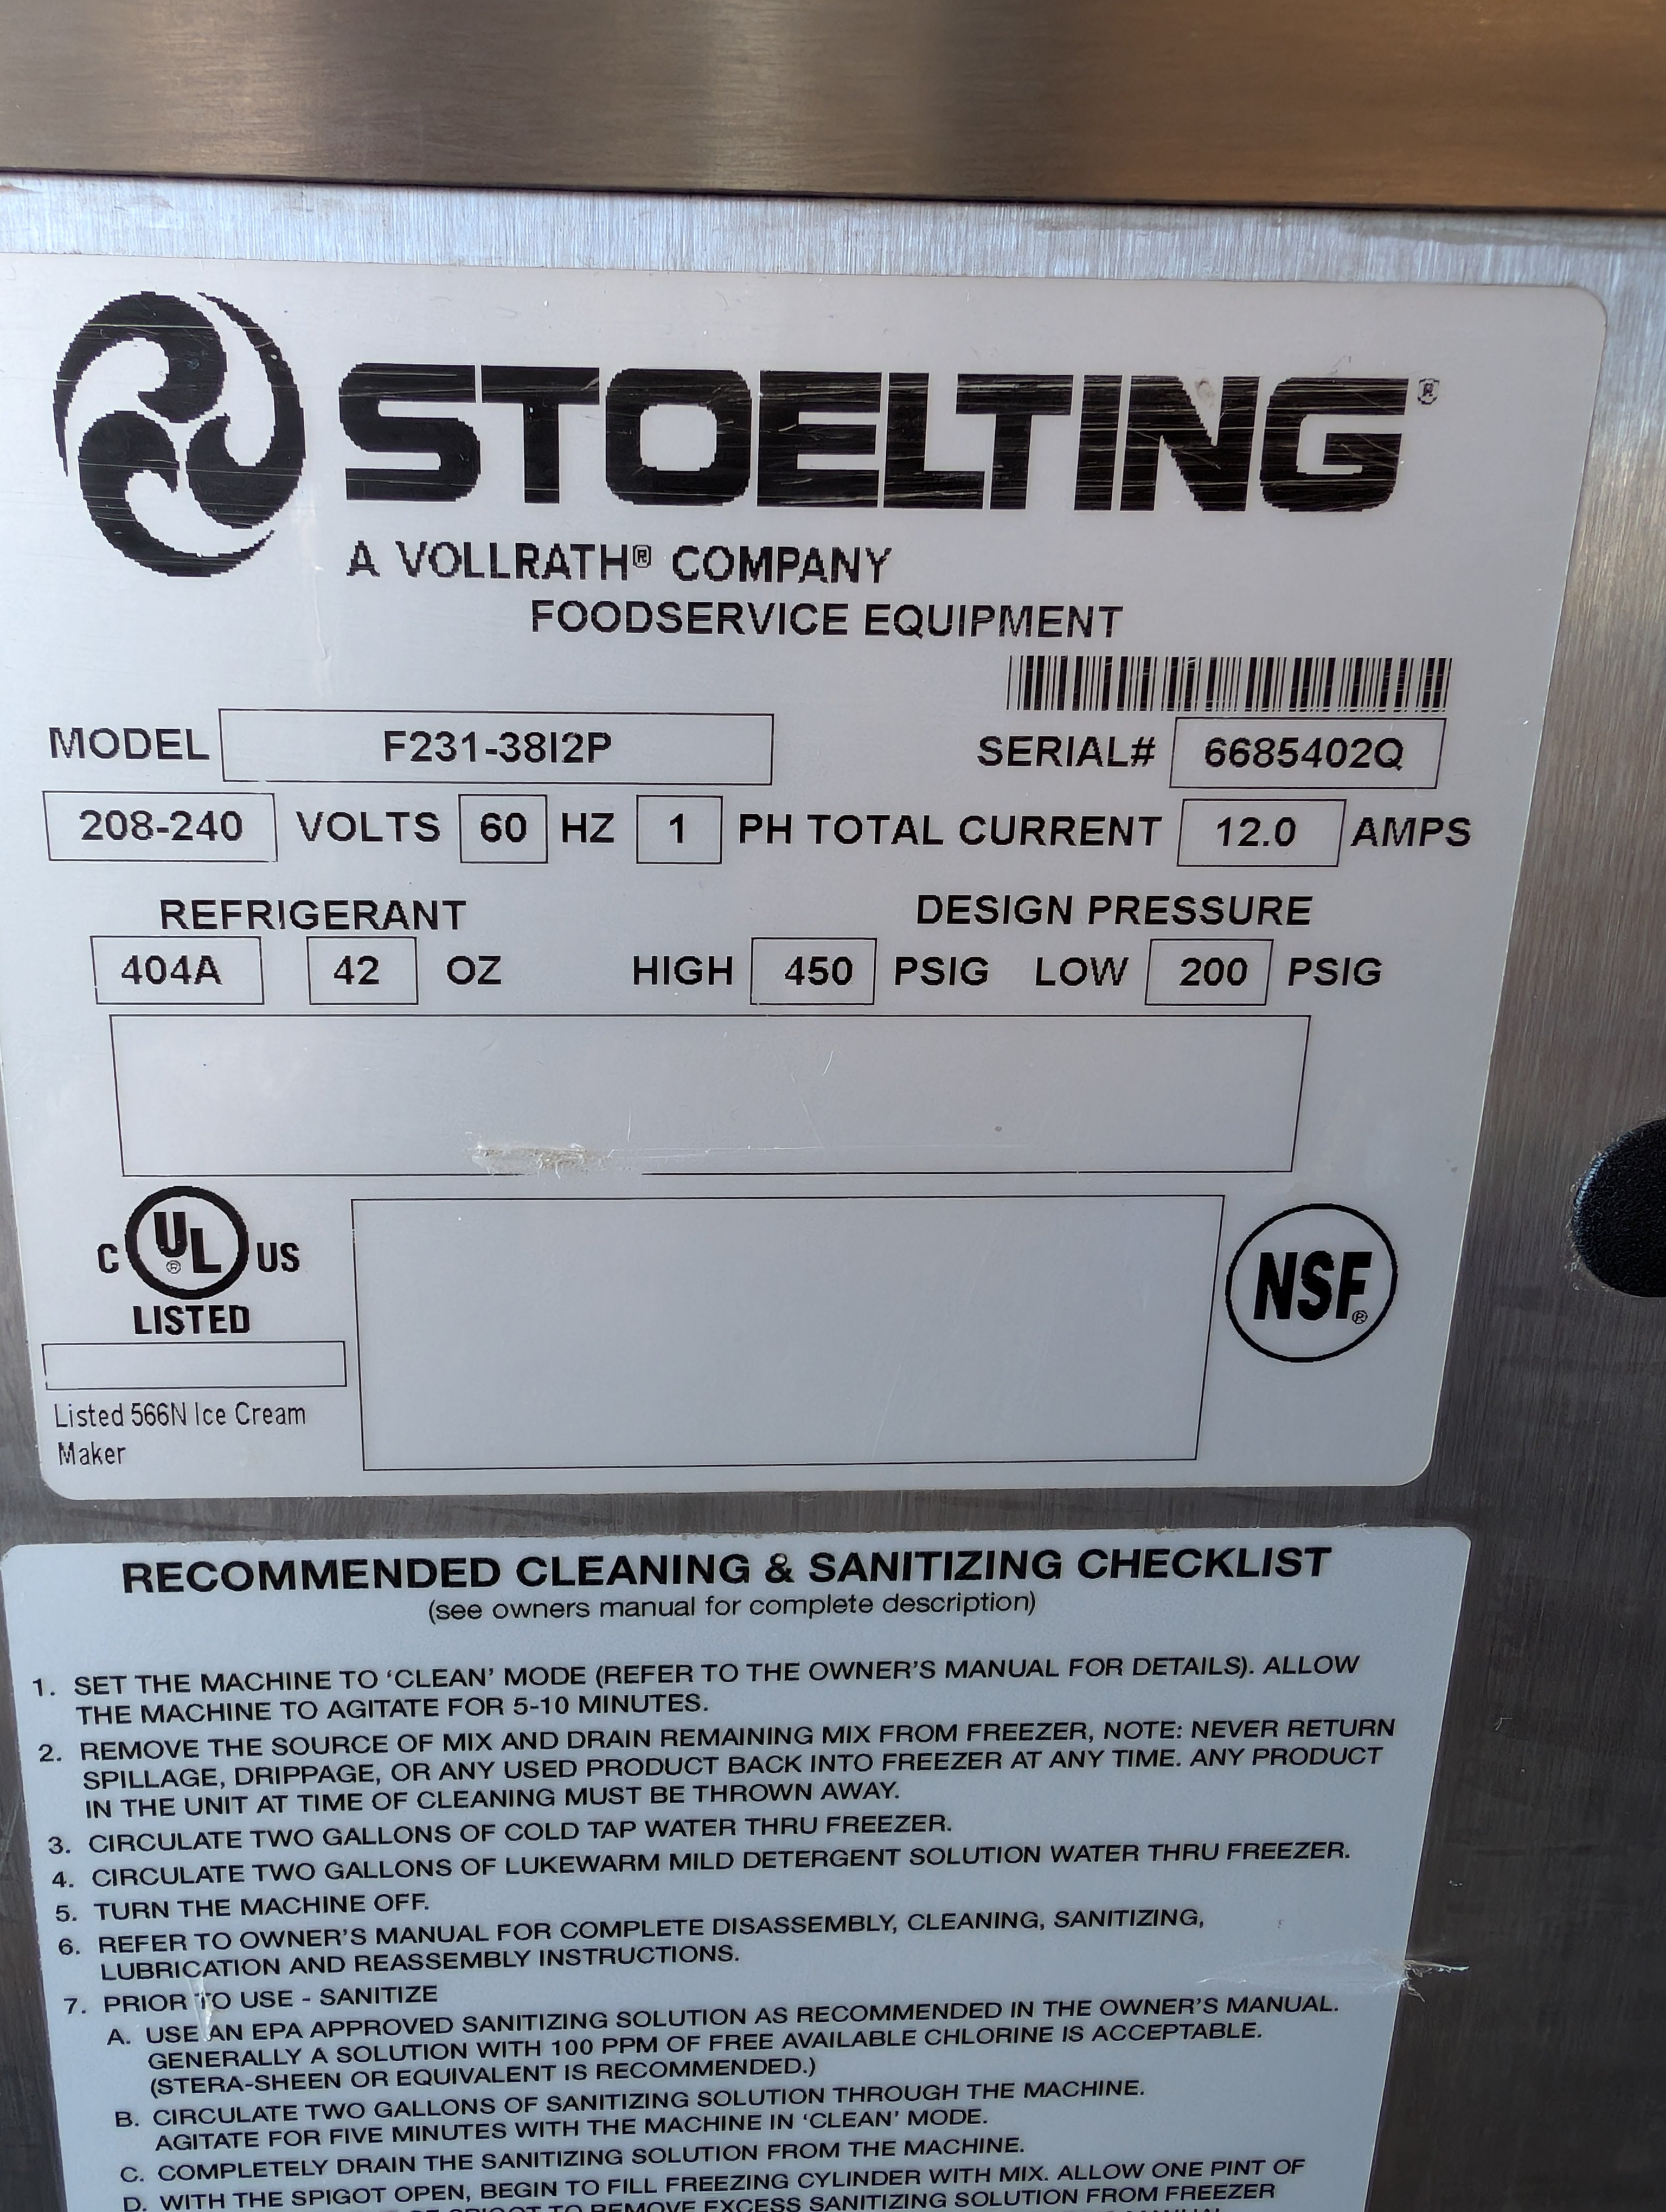 STOELTING®
A VOLLRATH® COMPANY
FOODSERVICE EQUIPMENT
MODEL F231-38I2P SERIAL# 6685402Q
208-240 VOLTS 60 HZ 1 PH TOTAL CURRENT 12.0 AMPS
REFRIGERANT DESIGN PRESSURE
404A 42 OZ HIGH 450 PSIG LOW 200 PSIG
C UL® US
LISTED
NSF®
Listed 566N Ice Cream
Maker
RECOMMENDED CLEANING & SANITIZING CHECKLIST
(see owners manual for complete description)
1. SET THE MACHINE TO ‘CLEAN’ MODE (REFER TO THE OWNER’S MANUAL FOR DETAILS). ALLOW
THE MACHINE TO AGITATE FOR 5-10 MINUTES.
2. REMOVE THE SOURCE OF MIX AND DRAIN REMAINING MIX FROM FREEZER, NOTE: NEVER RETURN
SPILLAGE, DRIPPAGE, OR ANY USED PRODUCT BACK INTO FREEZER AT ANY TIME. ANY PRODUCT
IN THE UNIT AT TIME OF CLEANING MUST BE THROWN AWAY.
3. CIRCULATE TWO GALLONS OF COLD TAP WATER THRU FREEZER.
4. CIRCULATE TWO GALLONS OF LUKEWARM MILD DETERGENT SOLUTION WATER THRU FREEZER.
5. TURN THE MACHINE OFF.
6. REFER TO OWNER’S MANUAL FOR COMPLETE DISASSEMBLY, CLEANING, SANITIZING,
LUBRICATION AND REASSEMBLY INSTRUCTIONS.
7. PRIOR TO USE - SANITIZE
A. USE AN EPA APPROVED SANITIZING SOLUTION AS RECOMMENDED IN THE OWNER’S MANUAL.
GENERALLY A SOLUTION WITH 100 PPM OF FREE AVAILABLE CHLORINE IS ACCEPTABLE.
(STERA-SHEEN OR EQUIVALENT IS RECOMMENDED.)
B. CIRCULATE TWO GALLONS OF SANITIZING SOLUTION THROUGH THE MACHINE.
AGITATE FOR FIVE MINUTES WITH THE MACHINE IN ‘CLEAN’ MODE.
C. COMPLETELY DRAIN THE SANITIZING SOLUTION FROM THE MACHINE.
D. WITH THE SPIGOT OPEN, BEGIN TO FILL FREEZING CYLINDER WITH MIX. ALLOW ONE PINT OF
SPIGOT TO REMOVE EXCESS SANITIZING SOLUTION FROM FREEZER